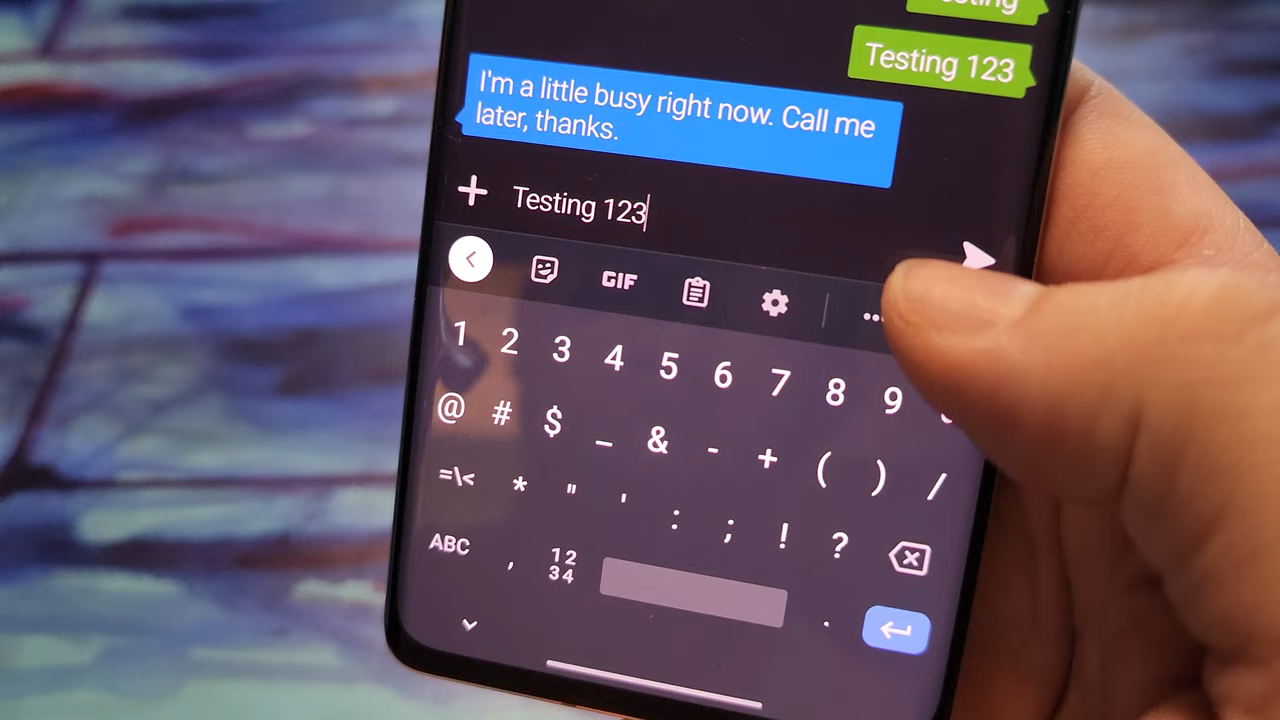 Testing 123
I'm a little busy right now. Call me
later, thanks.
Testing 123
GIF
1 2 3 4 5 6 7 8 9
@ # $ _ & - + ( ) /
=\< * " ' : ; ! ?
ABC , 12 .
34